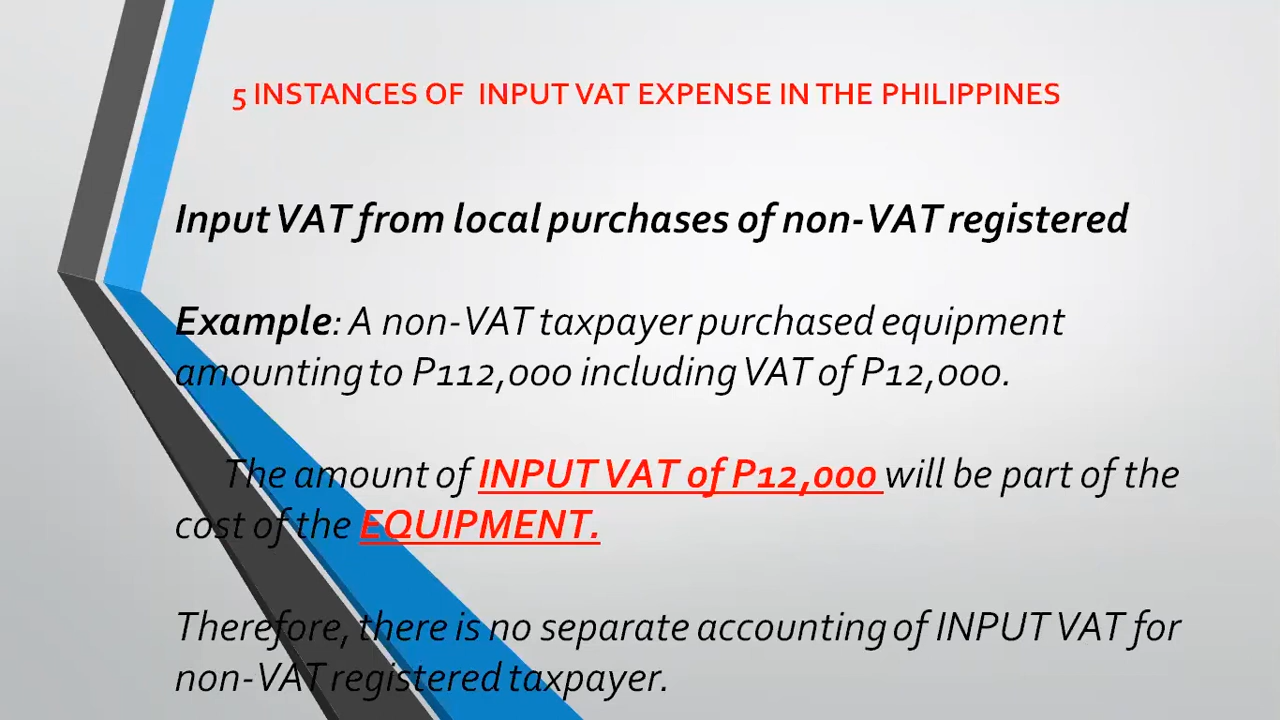 5 INSTANCES OF INPUT VAT EXPENSE IN THE PHILIPPINES
Input VAT from local purchases of non-VAT registered
Example: A non-VAT taxpayer purchased equipment
amounting to P112,000 including VAT of P12,000.
The amount of INPUT VAT of P12,000 will be part of the
cost of the EQUIPMENT.
Therefore, there is no separate accounting of INPUT VAT for
non-VAT registered taxpayer.